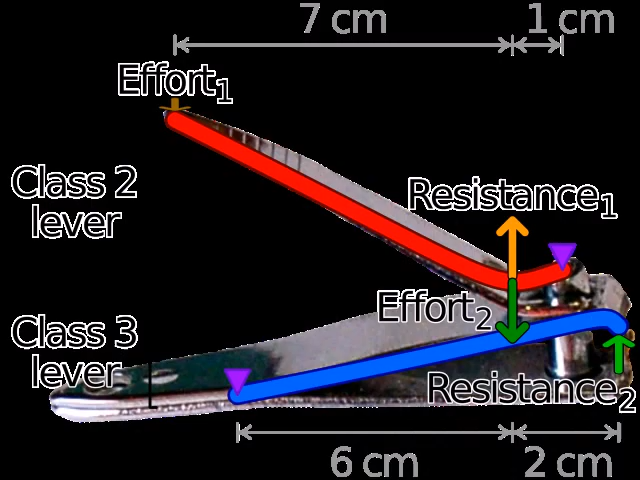 7 cm
1 cm
Effort₁
Class 2
lever
Resistance₁
Effort₂
Class 3
lever
Resistance₂
6 cm
2 cm